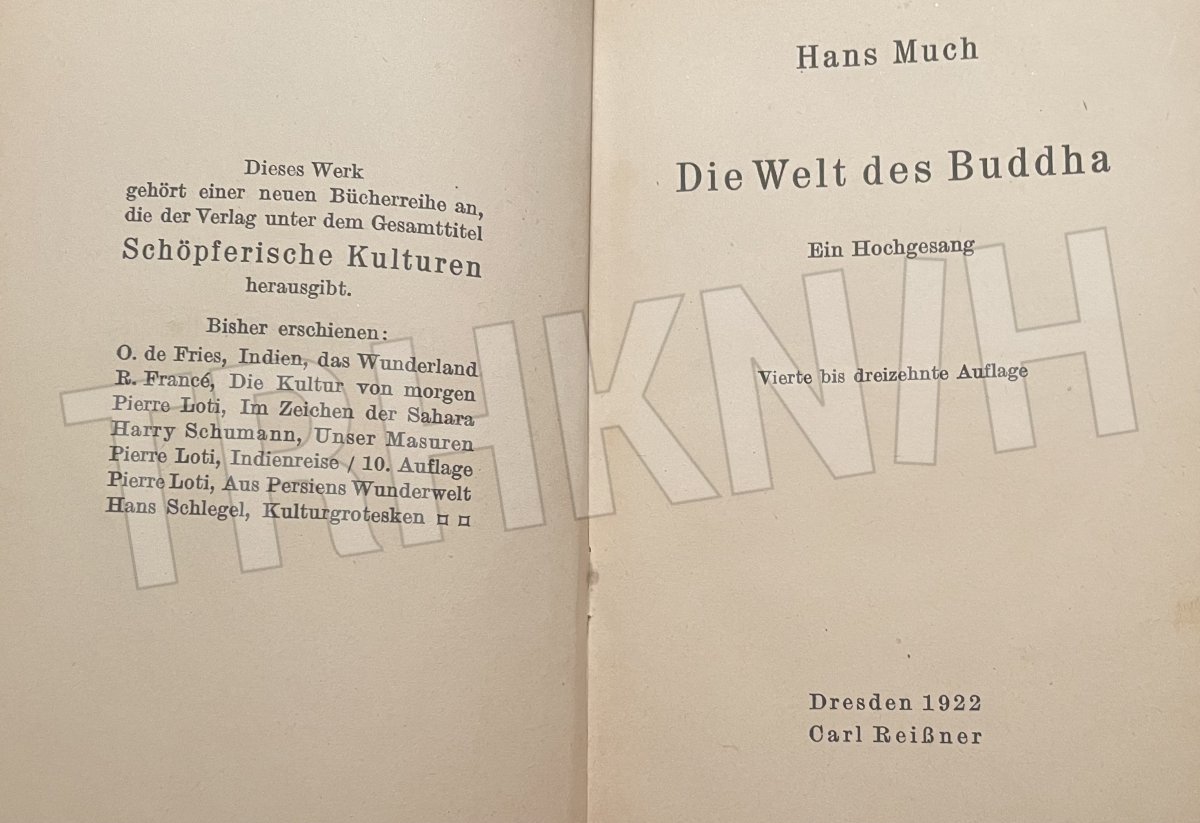 Dieses Werk
gehört einer neuen Bücherreihe an,
die der Verlag unter dem Gesamttitel
Schöpferische Kulturen
herausgibt.
Bisher erschienen:
O. de Fries, Indien, das Wunderland
R. Francé, Die Kultur von morgen
Pierre Loti, Im Zeichen der Sahara
Harry Schumann, Unser Masuren
Pierre Loti, Indienreise / 10. Auflage
Pierre Loti, Aus Persiens Wunderwelt
Hans Schlegel, Kulturgrotesken ¤ ¤
Hans Much
Die Welt des Buddha
Ein Hochgesang
Vierte bis dreizehnte Auflage
Dresden 1922
Carl Reißner
TRHKN/H